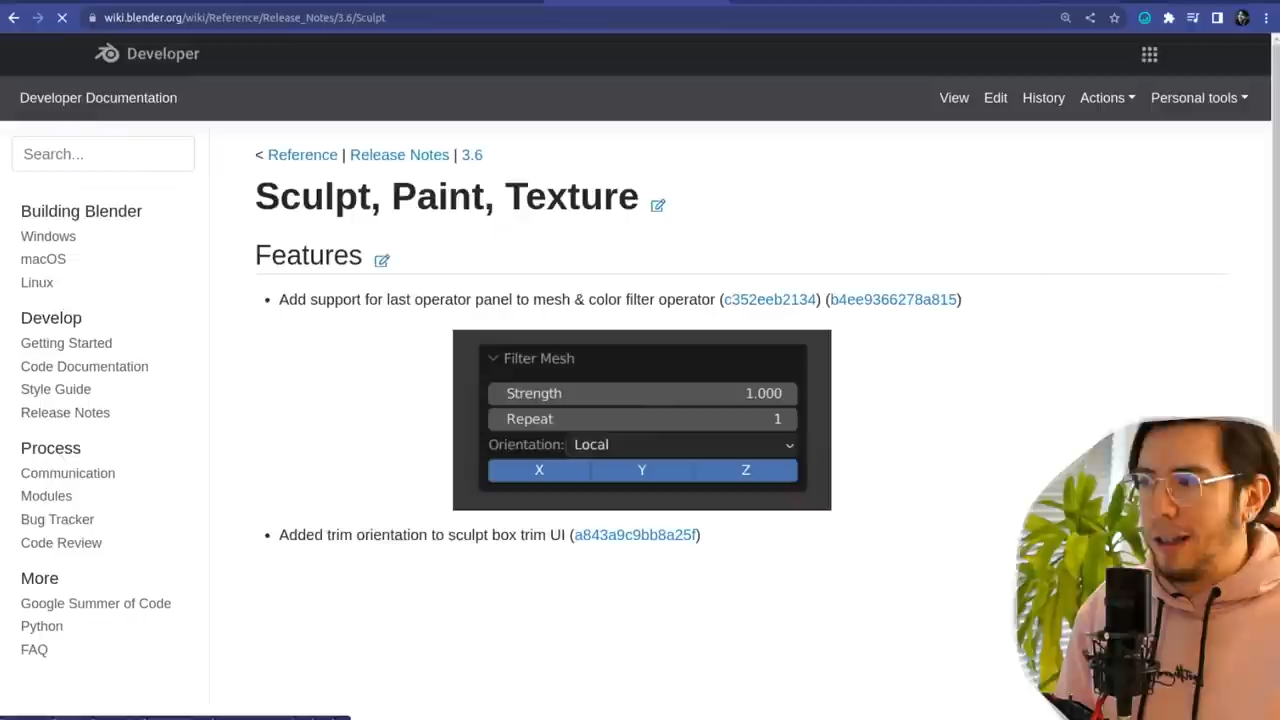 wiki.blender.org/wiki/Reference/Release_Notes/3.6/Sculpt
Developer
Developer Documentation
View Edit History Actions Personal tools
Search...
Building Blender
Windows
macOS
Linux
Develop
Getting Started
Code Documentation
Style Guide
Release Notes
Process
Communication
Modules
Bug Tracker
Code Review
More
Google Summer of Code
Python
FAQ
< Reference | Release Notes | 3.6
Sculpt, Paint, Texture
Features
• Add support for last operator panel to mesh & color filter operator (c352eeb2134) (b4ee9366278a815)
Filter Mesh
Strength 1.000
Repeat 1
Orientation: Local
X Y Z
• Added trim orientation to sculpt box trim UI (a843a9c9bb8a25f)